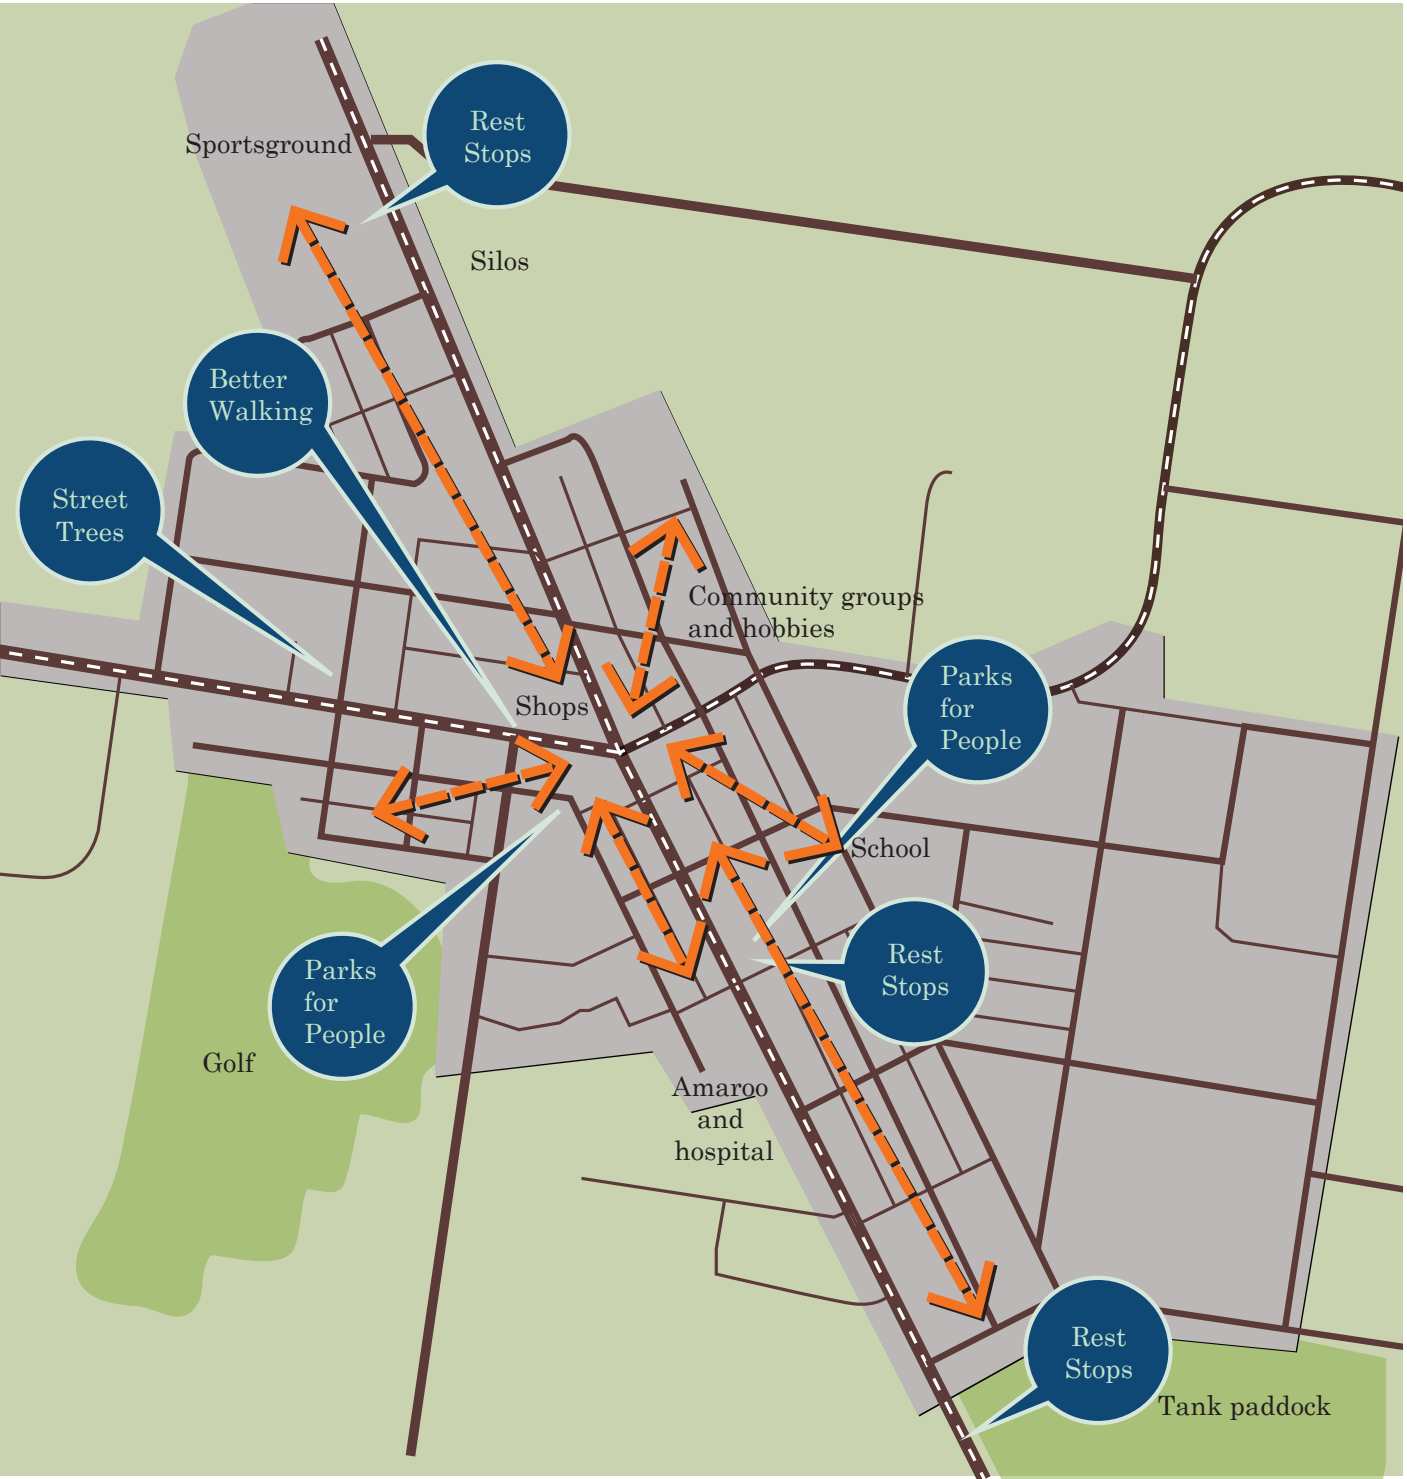 Rest
Stops
Sportsground
Silos
Better
Walking
Street
Trees
Community groups
and hobbies
Parks
for
People
Shops
School
Rest
Stops
Parks
for
People
Golf
Amaroo
and
hospital
Rest
Stops
Tank paddock